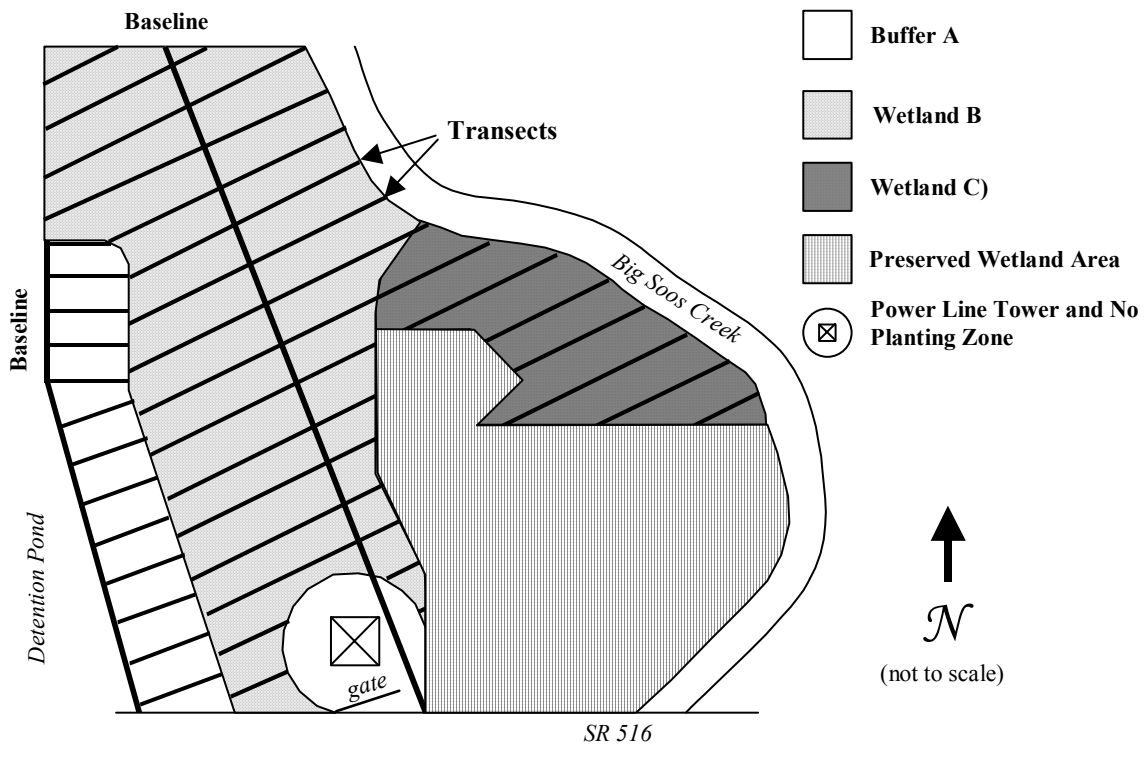 Baseline
Transects
Big Soos Creek
Baseline
Detention Pond
gate
SR 516
Buffer A
Wetland B
Wetland C)
Preserved Wetland Area
Power Line Tower and No
Planting Zone
N
(not to scale)